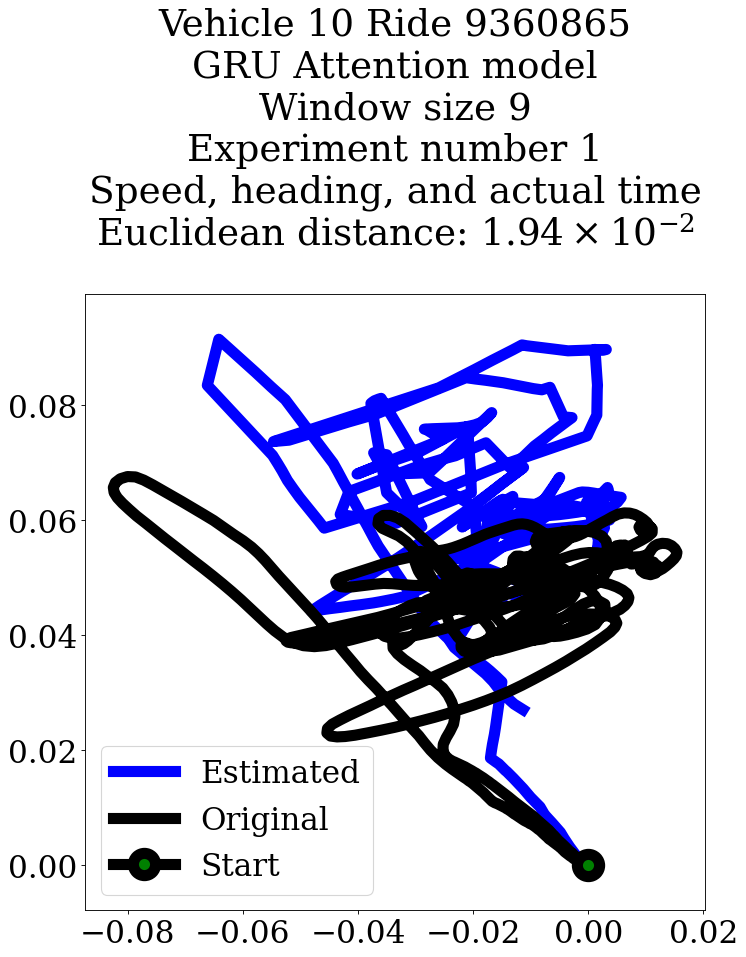 Vehicle 10 Ride 9360865
GRU Attention model
Window size 9
Experiment number 1
Speed, heading, and actual time
Euclidean distance: 1.94 × 10⁻²
0.08
0.06
0.04
0.02
0.00
Estimated
Original
Start
−0.08 −0.06 −0.04 −0.02 0.00 0.02